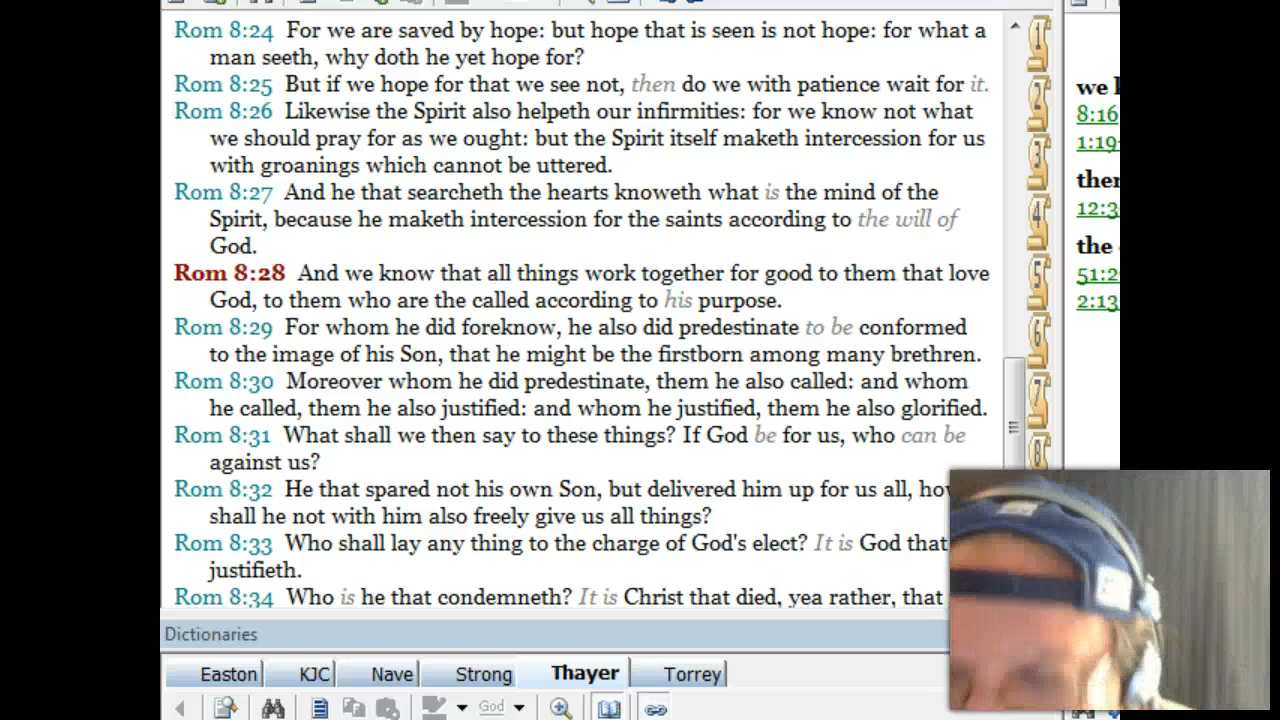 Rom 8:24 For we are saved by hope: but hope that is seen is not hope: for what a
man seeth, why doth he yet hope for?
Rom 8:25 But if we hope for that we see not, then do we with patience wait for it.
Rom 8:26 Likewise the Spirit also helpeth our infirmities: for we know not what
we should pray for as we ought: but the Spirit itself maketh intercession for us
with groanings which cannot be uttered.
Rom 8:27 And he that searcheth the hearts knoweth what is the mind of the
Spirit, because he maketh intercession for the saints according to the will of
God.
Rom 8:28 And we know that all things work together for good to them that love
God, to them who are the called according to his purpose.
Rom 8:29 For whom he did foreknow, he also did predestinate to be conformed
to the image of his Son, that he might be the firstborn among many brethren.
Rom 8:30 Moreover whom he did predestinate, them he also called: and whom
he called, them he also justified: and whom he justified, them he also glorified.
Rom 8:31 What shall we then say to these things? If God be for us, who can be
against us?
Rom 8:32 He that spared not his own Son, but delivered him up for us all,
shall he not with him also freely give us all things?
Rom 8:33 Who shall lay any thing to the charge of God's elect? It is God that
justifieth.
Rom 8:34 Who is he that condemneth? It is Christ that died, yea rather, that
1
2
3
4
5
6
7
8
we
8:16
1:19
12:3
the
51:2
2:13
Dictionaries
Easton KJC Nave Strong Thayer Torrey
God